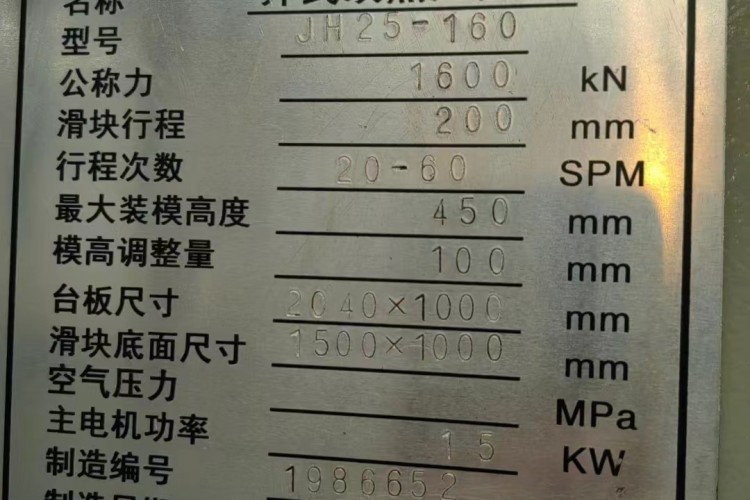 名称
型号 JH25-160
公称力 1600 kN
滑块行程 200 mm
行程次数 20-60 SPM
最大装模高度 450 mm
模高调整量 100 mm
台板尺寸 2040×1000 mm
滑块底面尺寸 1500×1000 mm
空气压力 MPa
主电机功率 15 KW
制造编号 1986652